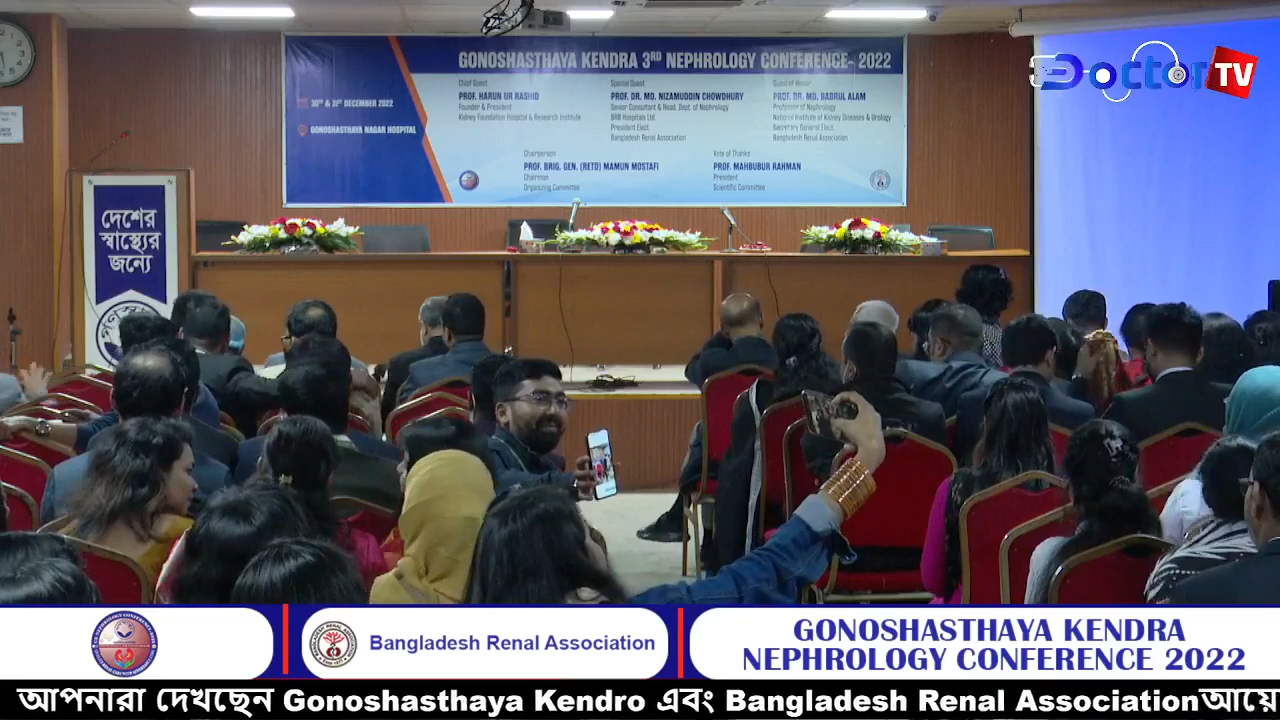 GONOSHASTHAYA KENDRA 3RD NEPHROLOGY CONFERENCE- 2022
30th & 31st DECEMBER 2022
GONOSHASTHAYA NAGAR HOSPITAL
Chief Guest
PROF. HARUN UR RASHID
Founder & President
Kidney Foundation Hospital & Research Institute
Special Guest
PROF. DR. MD. NIZAMUDDIN CHOWDHURY
Senior Consultant & Head, Dept. of Nephrology
BRB Hospitals Ltd.
President Elect.
Bangladesh Renal Association
Guest of Honor
PROF. DR. MD. BABRUL ALAM
Professor of Nephrology
National Institute of Kidney Diseases & Urology
Secretary General Elect.
Bangladesh Renal Association
Chairperson
PROF. BRIG. GEN. (RETD) MAMUN MOSTAFI
Chairman
Organizing Committee
Vote of Thanks
PROF. MAHBUBUR RAHMAN
President
Scientific Committee
Doctor TV
দেশের
স্বাস্থ্যের
জন্যে
Bangladesh Renal Association
GONOSHASTHAYA KENDRA
NEPHROLOGY CONFERENCE 2022
আপনারা দেখছেন Gonoshasthaya Kendro এবং Bangladesh Renal Associationআয়ে